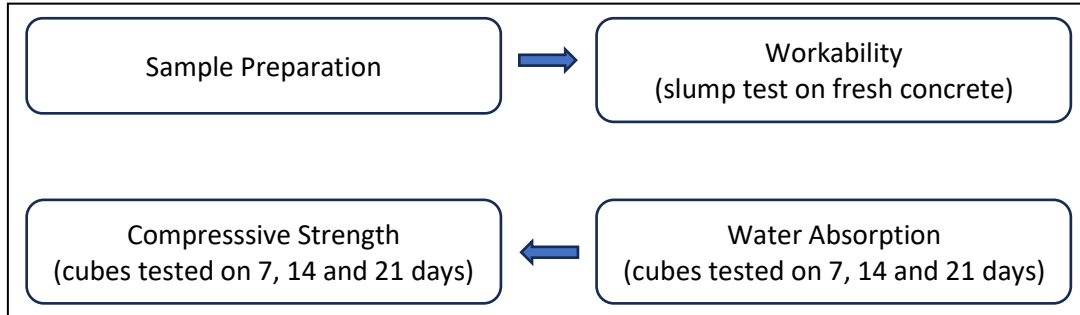 Sample Preparation
Workability
(slump test on fresh concrete)
Compresssive Strength
(cubes tested on 7, 14 and 21 days)
Water Absorption
(cubes tested on 7, 14 and 21 days)